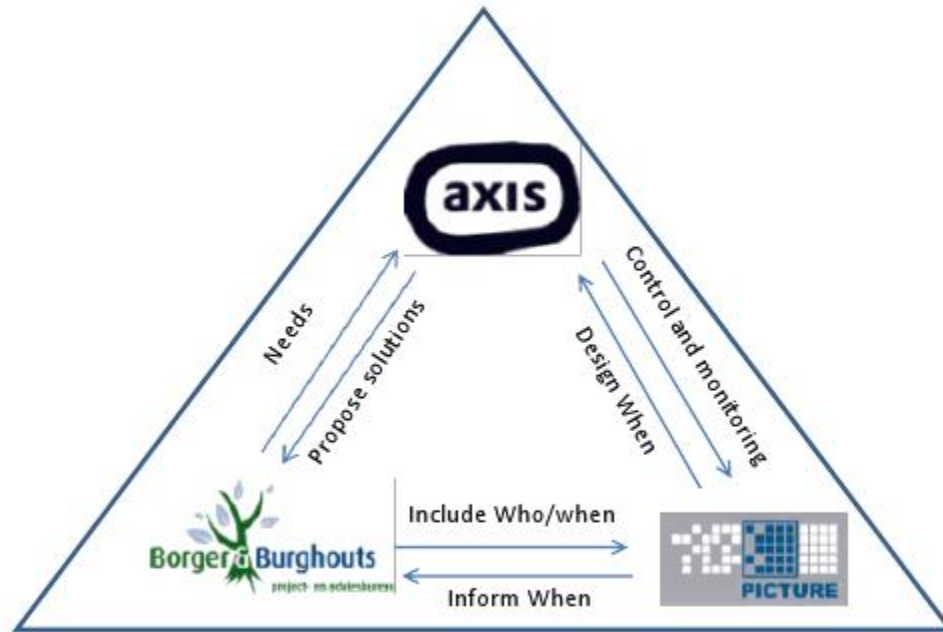 axis
Needs
Propose solutions
Control and monitoring
Design When
Borger & Burghouts
project- en adviesbureau
Include Who/when
Inform When
PICTURE